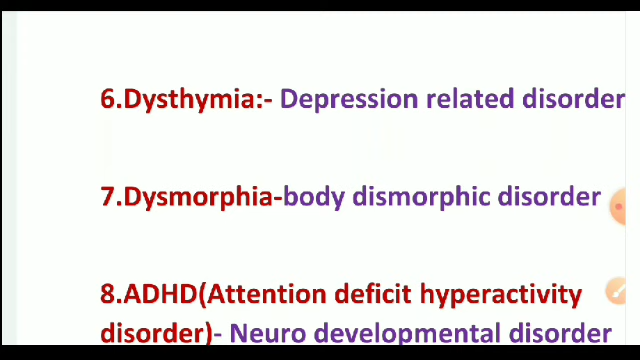 6.Dysthymia:- Depression related disorder
7.Dysmorphia-body dismorphic disorder
8.ADHD(Attention deficit hyperactivity
disorder)- Neuro developmental disorder